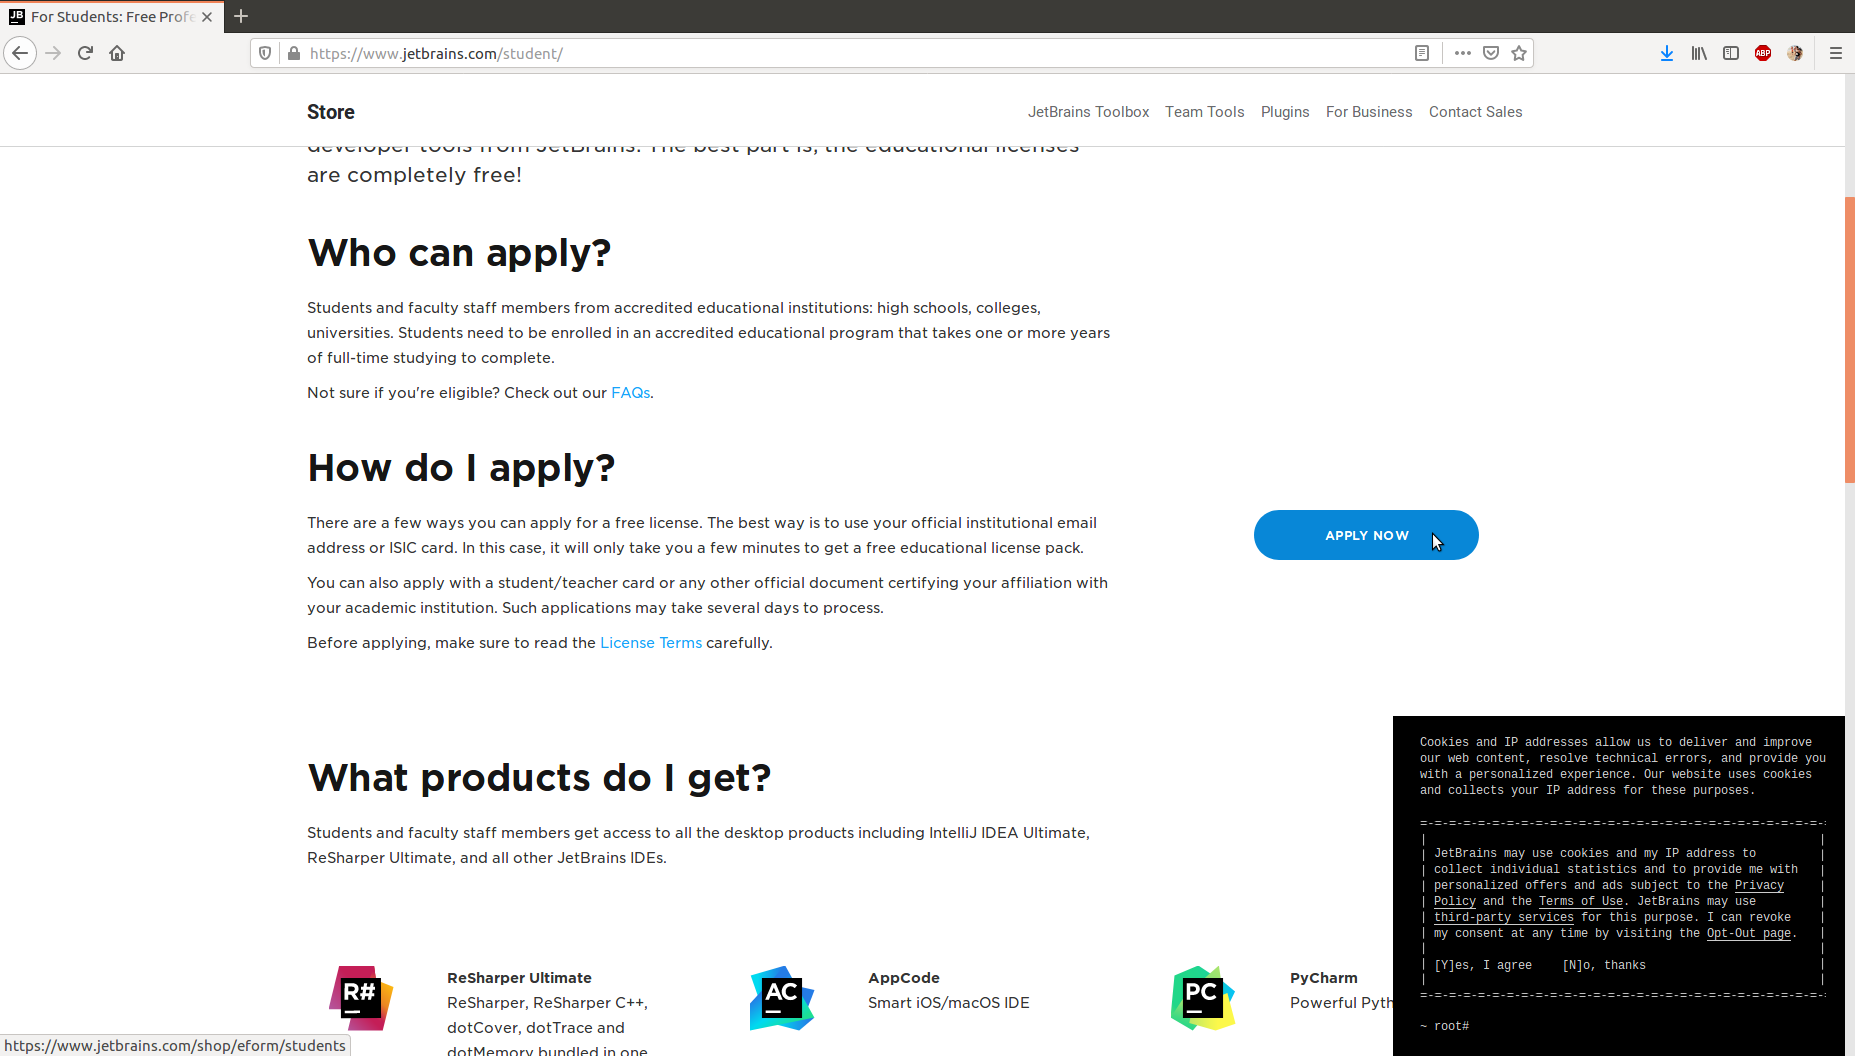 For Students: Free Profe
https://www.jetbrains.com/student/
ABP
Store
JetBrains Toolbox Team Tools Plugins For Business Contact Sales
developer tools from JetBrains. The best part is, the educational licenses
are completely free!
Who can apply?
Students and faculty staff members from accredited educational institutions: high schools, colleges,
universities. Students need to be enrolled in an accredited educational program that takes one or more years
of full-time studying to complete.
Not sure if you're eligible? Check out our FAQs.
How do I apply?
There are a few ways you can apply for a free license. The best way is to use your official institutional email
address or ISIC card. In this case, it will only take you a few minutes to get a free educational license pack.
You can also apply with a student/teacher card or any other official document certifying your affiliation with
your academic institution. Such applications may take several days to process.
Before applying, make sure to read the License Terms carefully.
APPLY NOW
What products do I get?
Students and faculty staff members get access to all the desktop products including IntelliJ IDEA Ultimate,
ReSharper Ultimate, and all other JetBrains IDEs.
R#
ReSharper Ultimate
ReSharper, ReSharper C++,
dotCover, dotTrace and
dotMemory bundled in one
AC
AppCode
Smart iOS/macOS IDE
PC
PyCharm
Powerful Pyth
Cookies and IP addresses allow us to deliver and improve
our web content, resolve technical errors, and provide you
with a personalized experience. Our website uses cookies
and collects your IP address for these purposes.
JetBrains may use cookies and my IP address to
collect individual statistics and to provide me with
personalized offers and ads subject to the Privacy
Policy and the Terms of Use. JetBrains may use
third-party services for this purpose. I can revoke
my consent at any time by visiting the Opt-Out page.
[Y]es, I agree [N]o, thanks
~ root#
https://www.jetbrains.com/shop/eform/students